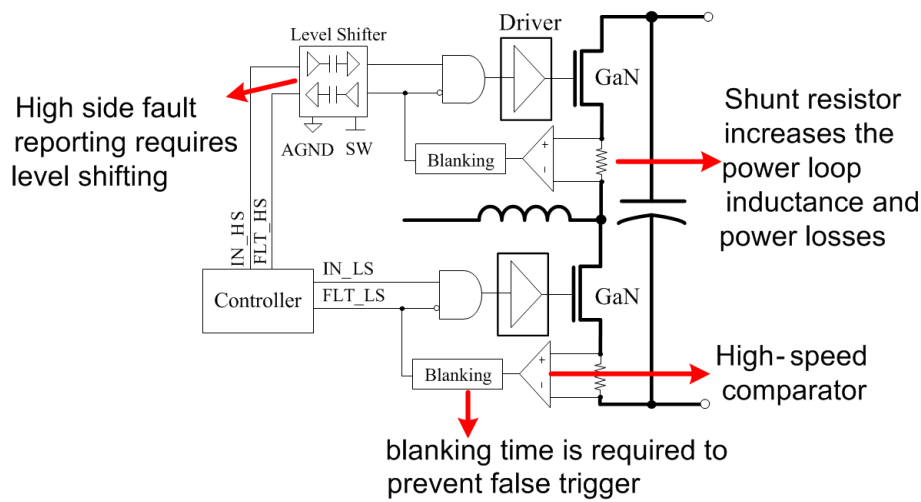 Driver
Level Shifter
GaN
High side fault
reporting requires
level shifting
AGND
SW
Blanking
+
-
Shunt resistor
increases the
power loop
inductance and
power losses
IN_HS
FLT_HS
IN_LS
FLT_LS
Controller
GaN
Blanking
+
-
High-speed
comparator
blanking time is required to
prevent false trigger